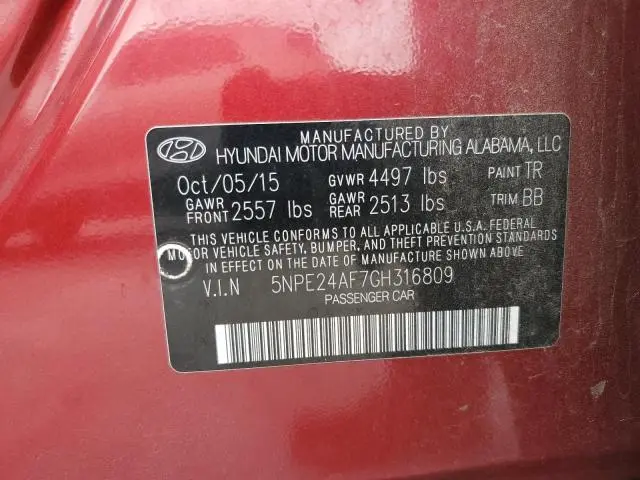 MANUFACTURED BY
HYUNDAI MOTOR MANUFACTURING ALABAMA, LLC
Oct/05/15 GVWR 4497 lbs PAINT TR
GAWR FRONT 2557 lbs GAWR REAR 2513 lbs TRIM BB
THIS VEHICLE CONFORMS TO ALL APPLICABLE U.S.A. FEDERAL
MOTOR VEHICLE SAFETY, BUMPER, AND THEFT PREVENTION STANDARDS
IN EFFECT ON THE DATE OF MANUFACTURE SHOWN ABOVE.
V.I.N 5NPE24AF7GH316809
PASSENGER CAR